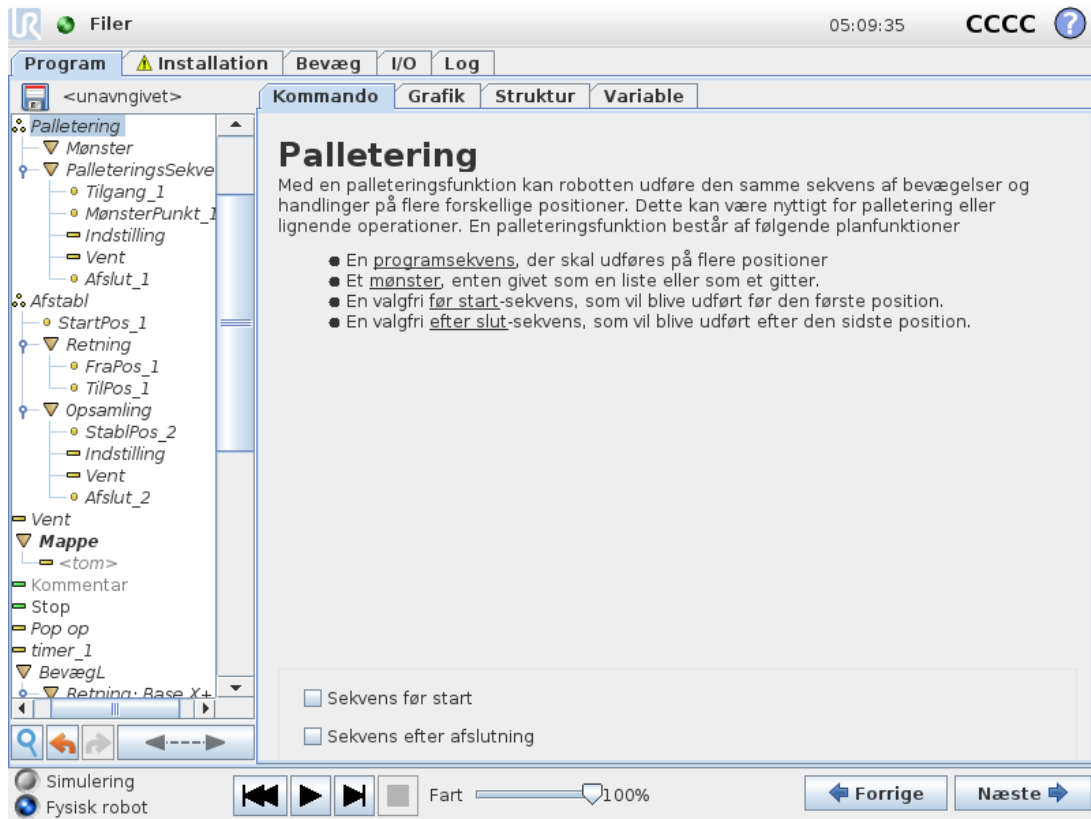 UR Filer 05:09:35 CCCC ?
Program Installation Bevæg I/O Log
<unavngivet>
Kommando Grafik Struktur Variable
Palletering
Mønster
PalleteringsSekve
Tilgang_1
MønsterPunkt_1
Indstilling
Vent
Afslut_1
Afstabl
StartPos_1
Retning
FraPos_1
TilPos_1
Opsamling
StablPos_2
Indstilling
Vent
Afslut_2
Vent
Mappe
<tom>
Kommentar
Stop
Pop op
timer_1
BevægL
Retning: Base X+
Palletering
Med en palleteringsfunktion kan robotten udføre den samme sekvens af bevægelser og
handlinger på flere forskellige positioner. Dette kan være nyttigt for palletering eller
lignende operationer. En palleteringsfunktion består af følgende planfunktioner
En programsekvens, der skal udføres på flere positioner
Et mønster, enten givet som en liste eller som et gitter.
En valgfri før start-sekvens, som vil blive udført før den første position.
En valgfri efter slut-sekvens, som vil blive udført efter den sidste position.
Sekvens før start
Sekvens efter afslutning
Simulering
Fysisk robot
Fart 100%
Forrige
Næste